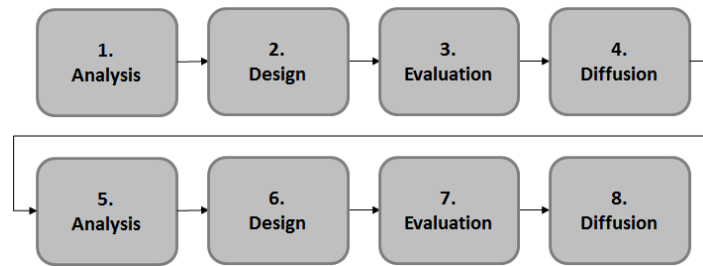 1.
Analysis
2.
Design
3.
Evaluation
4.
Diffusion
5.
Analysis
6.
Design
7.
Evaluation
8.
Diffusion